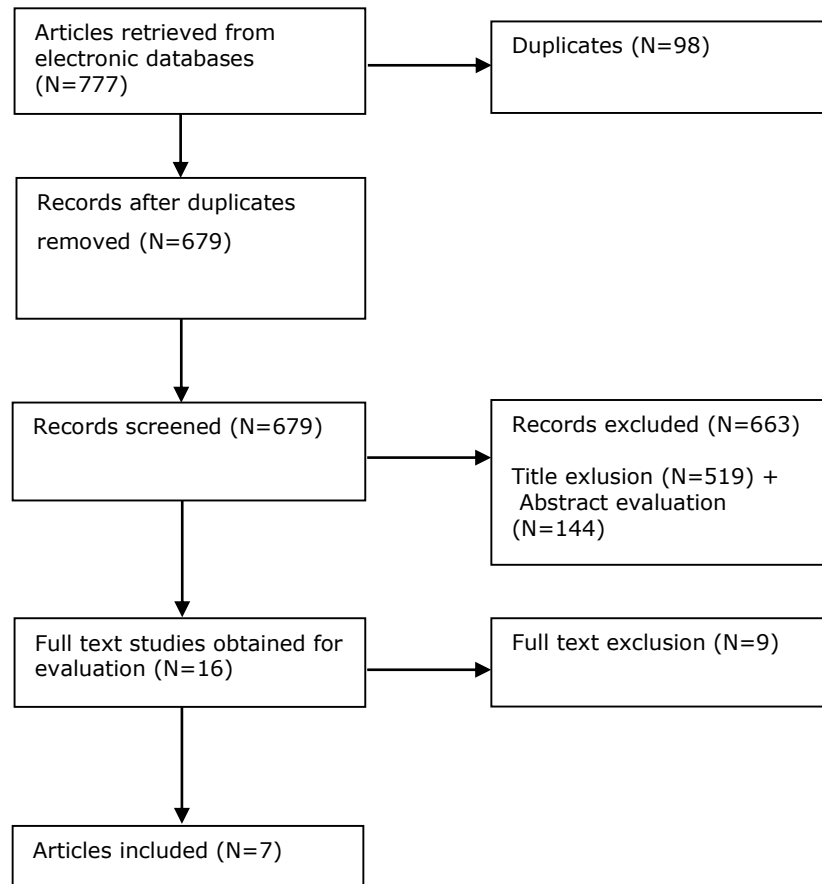 Articles retrieved from
electronic databases
(N=777)
Duplicates (N=98)
Records after duplicates
removed (N=679)
Records screened (N=679)
Records excluded (N=663)
Title exlusion (N=519) +
Abstract evaluation
(N=144)
Full text studies obtained for
evaluation (N=16)
Full text exclusion (N=9)
Articles included (N=7)